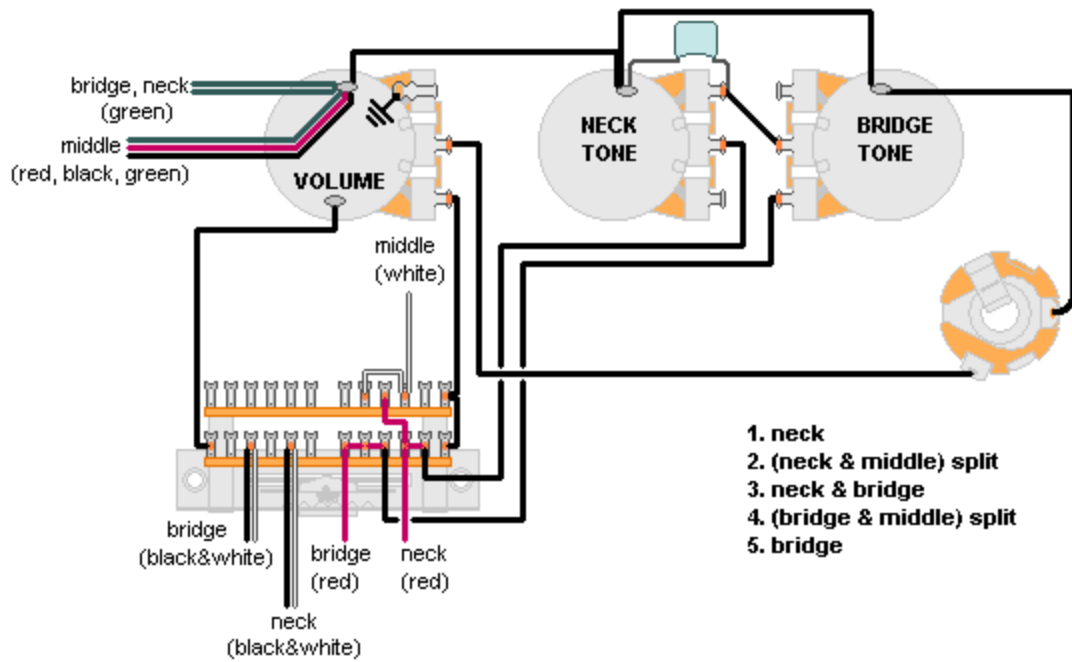 bridge, neck
(green)
middle
(red, black, green)
VOLUME
NECK
TONE
BRIDGE
TONE
middle
(white)
1. neck
2. (neck & middle) split
3. neck & bridge
4. (bridge & middle) split
5. bridge
bridge
(black&white)
bridge
(red)
neck
(red)
neck
(black&white)